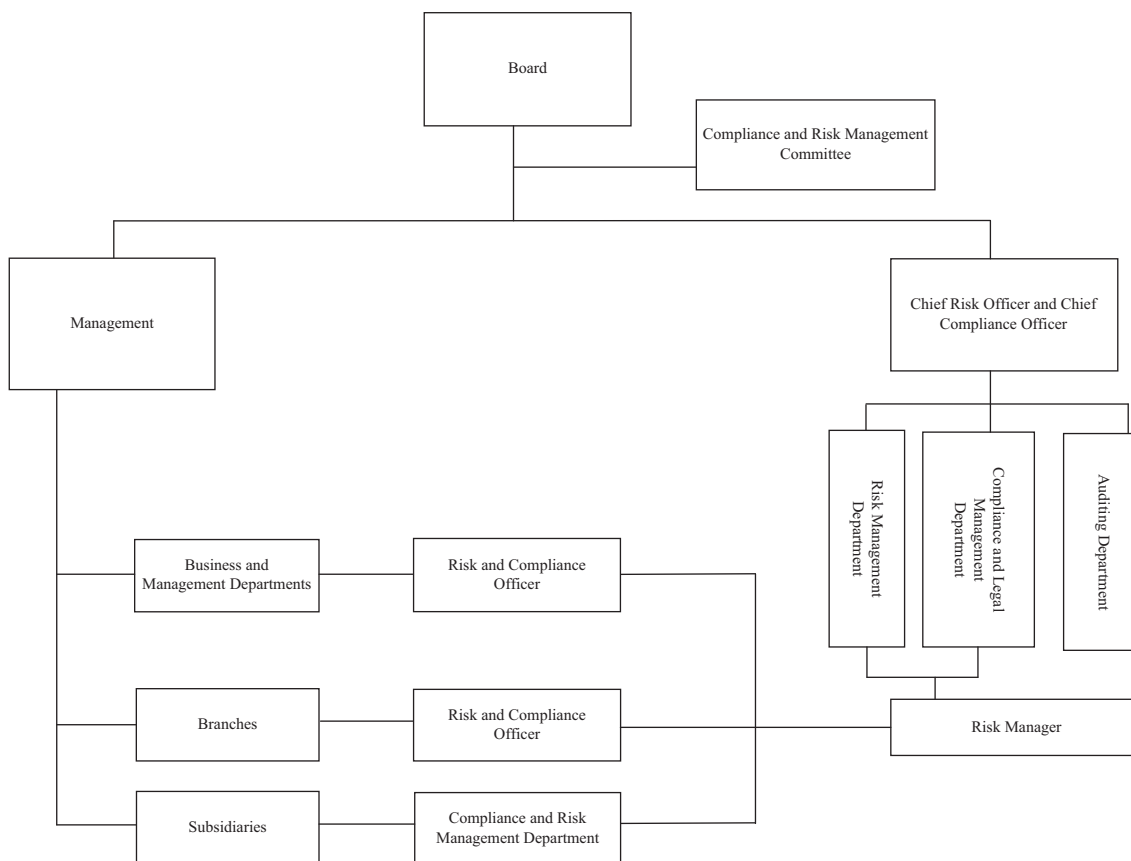 Board
Compliance and Risk Management
Committee
Management
Chief Risk Officer and Chief
Compliance Officer
Risk Management
Department
Compliance and Legal
Management
Department
Auditing Department
Business and
Management Departments
Risk and Compliance
Officer
Branches
Risk and Compliance
Officer
Risk Manager
Subsidiaries
Compliance and Risk
Management Department